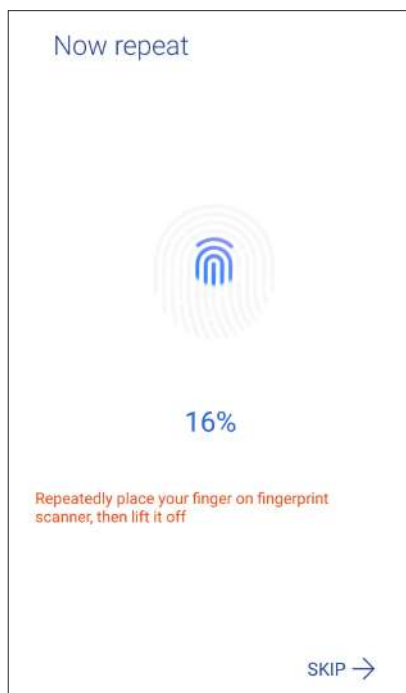 Now repeat
16%
Repeatedly place your finger on fingerprint
scanner, then lift it off
SKIP